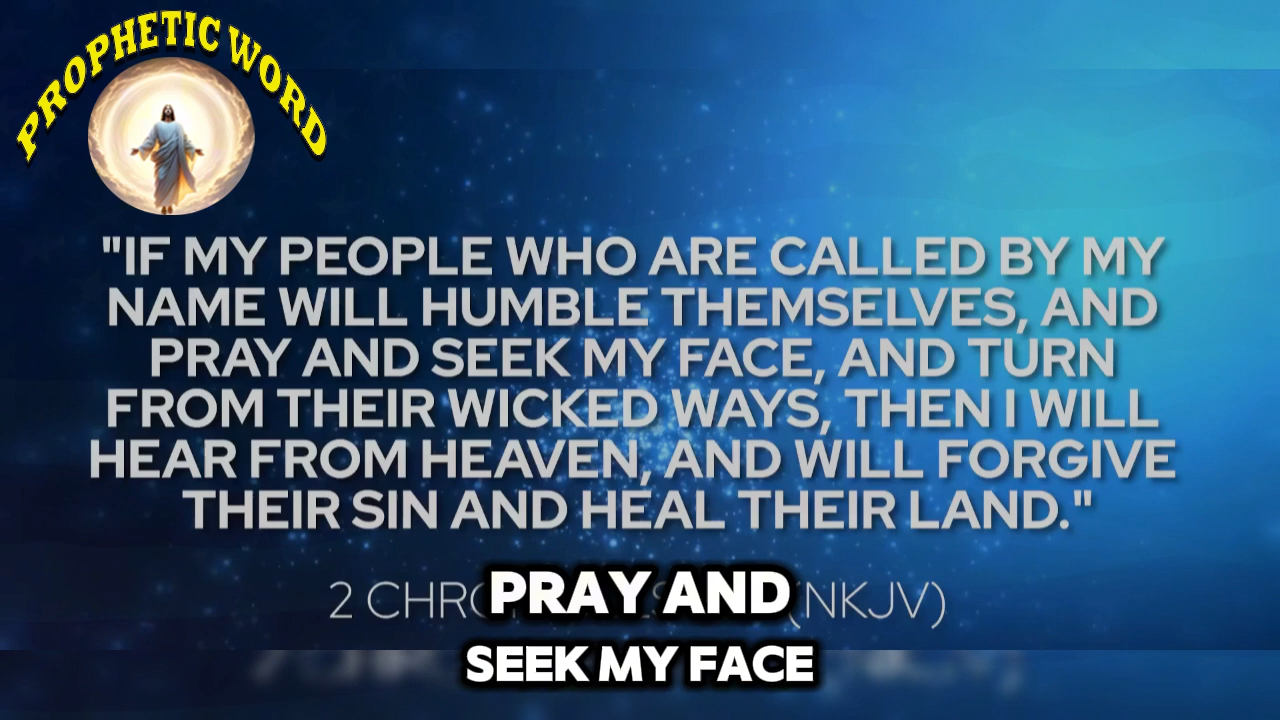 PROPHETIC WORD
"IF MY PEOPLE WHO ARE CALLED BY MY
NAME WILL HUMBLE THEMSELVES, AND
PRAY AND SEEK MY FACE, AND TURN
FROM THEIR WICKED WAYS, THEN I WILL
HEAR FROM HEAVEN, AND WILL FORGIVE
THEIR SIN AND HEAL THEIR LAND."
2 (NKJV)
PRAY AND
SEEK MY FACE